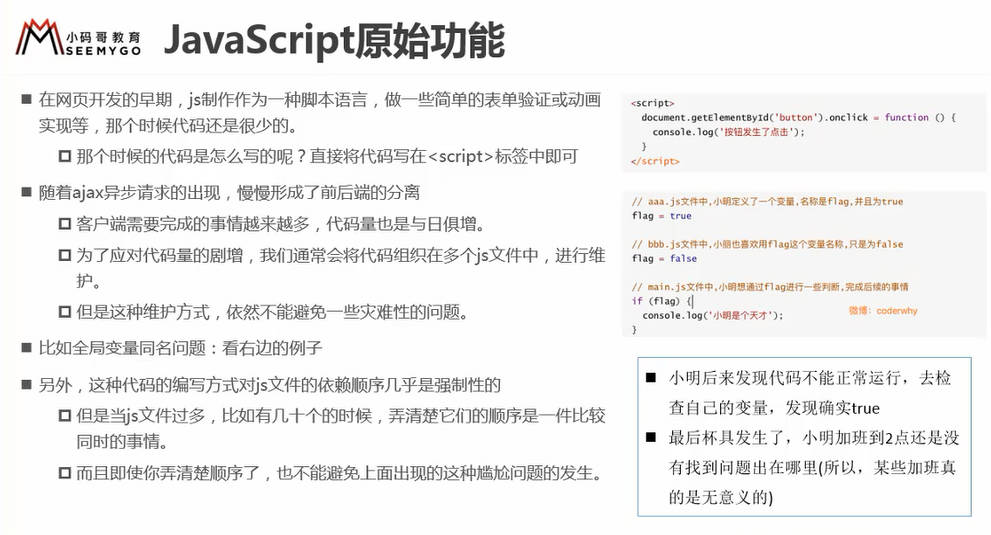 小码哥教育
SEEMYGO
JavaScript原始功能
■ 在网页开发的早期，js制作作为一种脚本语言，做一些简单的表单验证或动画
实现等，那个时候代码还是很少的。
那个时候的代码是怎么写的呢？直接将代码写在<script>标签中即可
■ 随着ajax异步请求的出现，慢慢形成了前后端的分离
客户端需要完成的事情越来越多，代码量也是与日俱增。
为了应对代码量的剧增，我们通常会将代码组织在多个js文件中，进行维
护。
但是这种维护方式，依然不能避免一些灾难性的问题。
■ 比如全局变量同名问题：看右边的例子
■ 另外，这种代码的编写方式对js文件的依赖顺序几乎是强制性的
但是当js文件过多，比如有几十个的时候，弄清楚它们的顺序是一件比较
同时的事情。
而且即使你弄清楚顺序了，也不能避免上面出现的这种尴尬问题的发生。
<script>
document.getElementById('button').onclick = function () {
console.log('按钮发生了点击');
}
</script>
// aaa.js文件中,小明定义了一个变量,名称是flag,并且为true
flag = true
// bbb.js文件中,小丽也喜欢用flag这个变量名称,只是为false
flag = false
// main.js文件中,小明想通过flag进行一些判断,完成后续的事情
if (flag) {
console.log('小明是个天才');
}
微博：coderwhy
■ 小明后来发现代码不能正常运行，去检
查自己的变量，发现确实true
■ 最后杯具发生了，小明加班到2点还是没
有找到问题出在哪里(所以，某些加班真
的是无意义的)